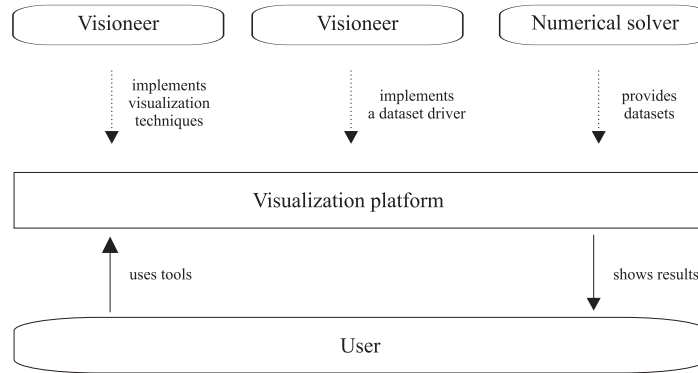 Visioneer
Visioneer
Numerical solver
implements
visualization
techniques
implements
a dataset driver
provides
datasets
Visualization platform
uses tools
shows results
User